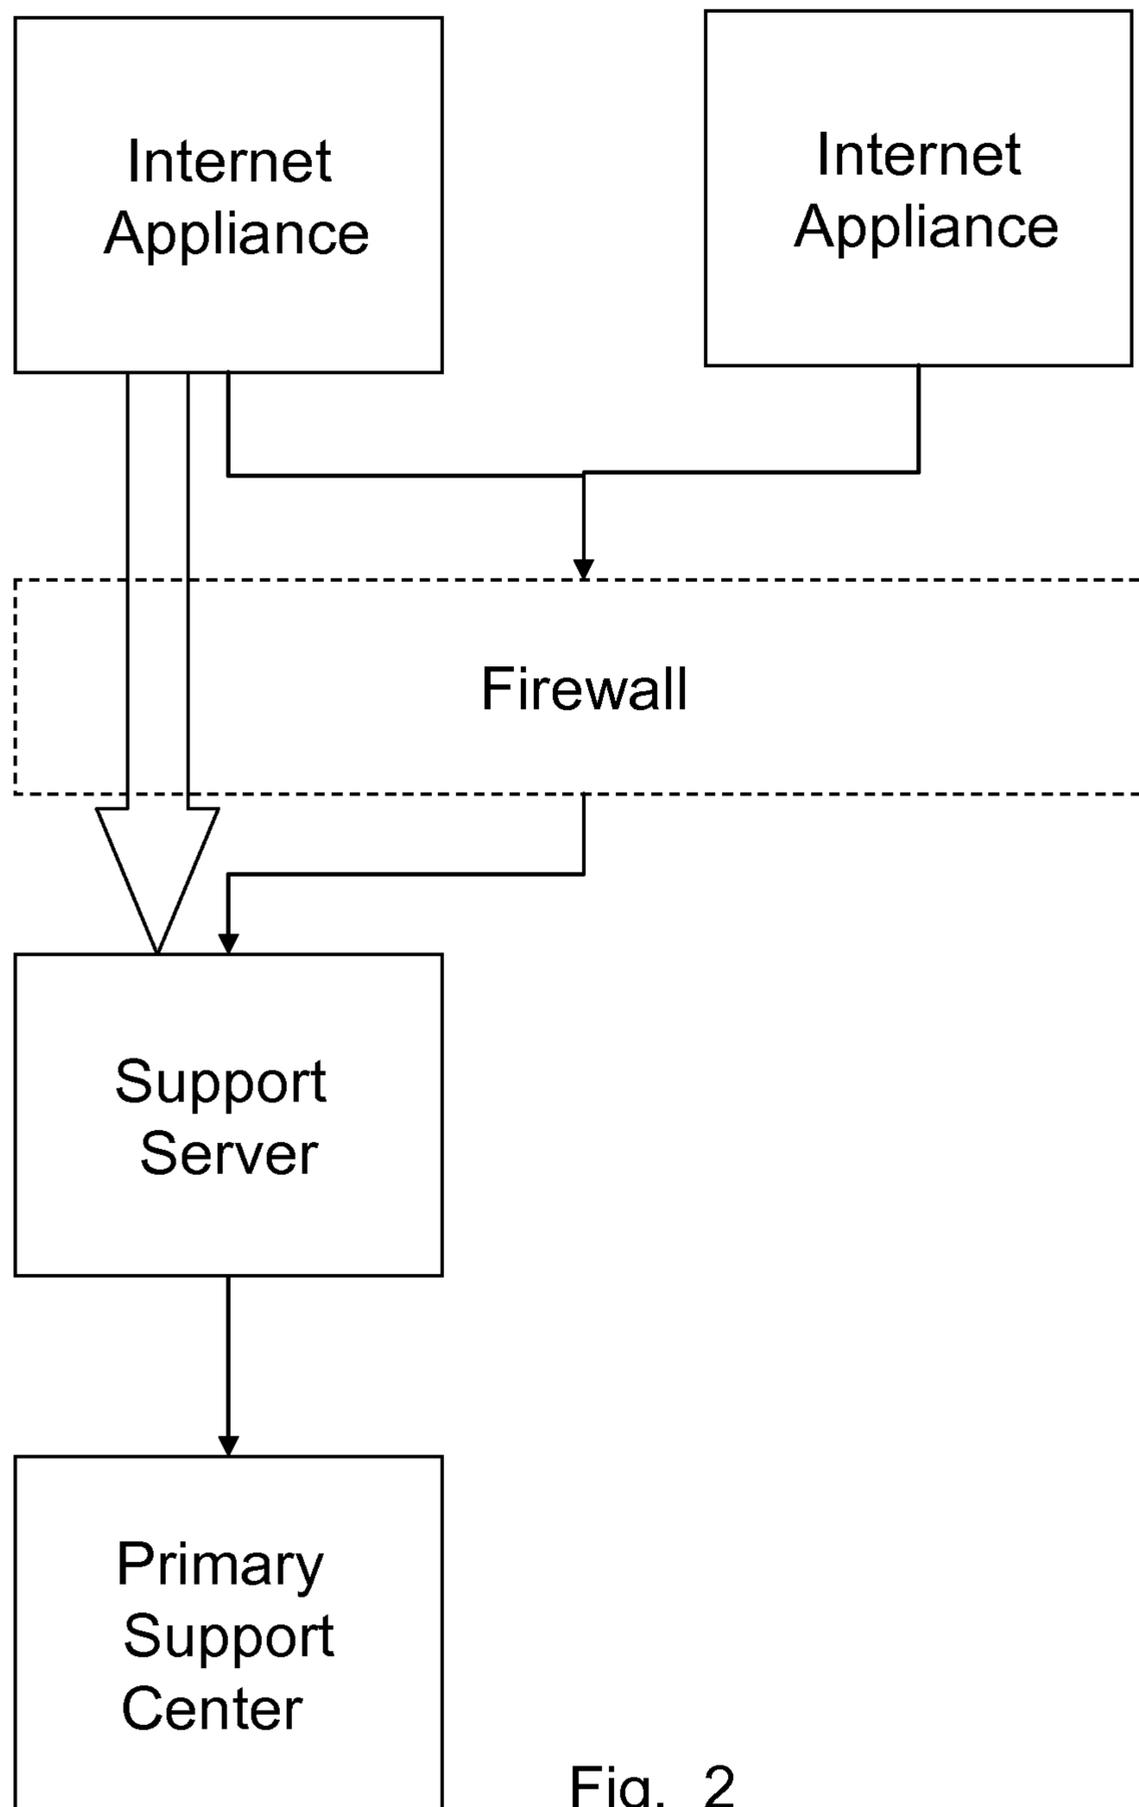 Internet
Appliance
Internet
Appliance
Firewall
Support
Server
Primary
Support
Center
Fig. 2